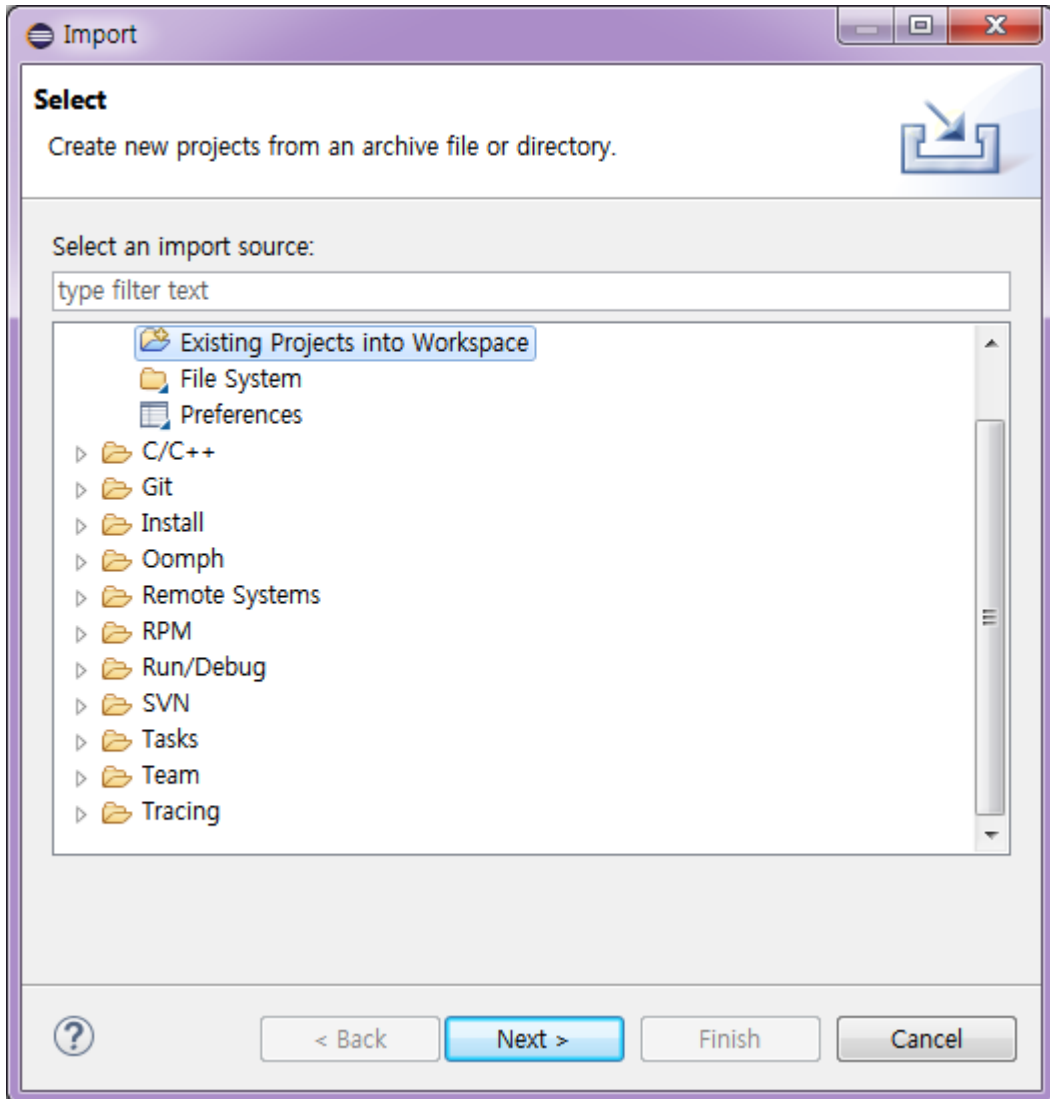 Import
Select
Create new projects from an archive file or directory.
Select an import source:
type filter text
Existing Projects into Workspace
File System
Preferences
C/C++
Git
Install
Oomph
Remote Systems
RPM
Run/Debug
SVN
Tasks
Team
Tracing
?
< Back
Next >
Finish
Cancel